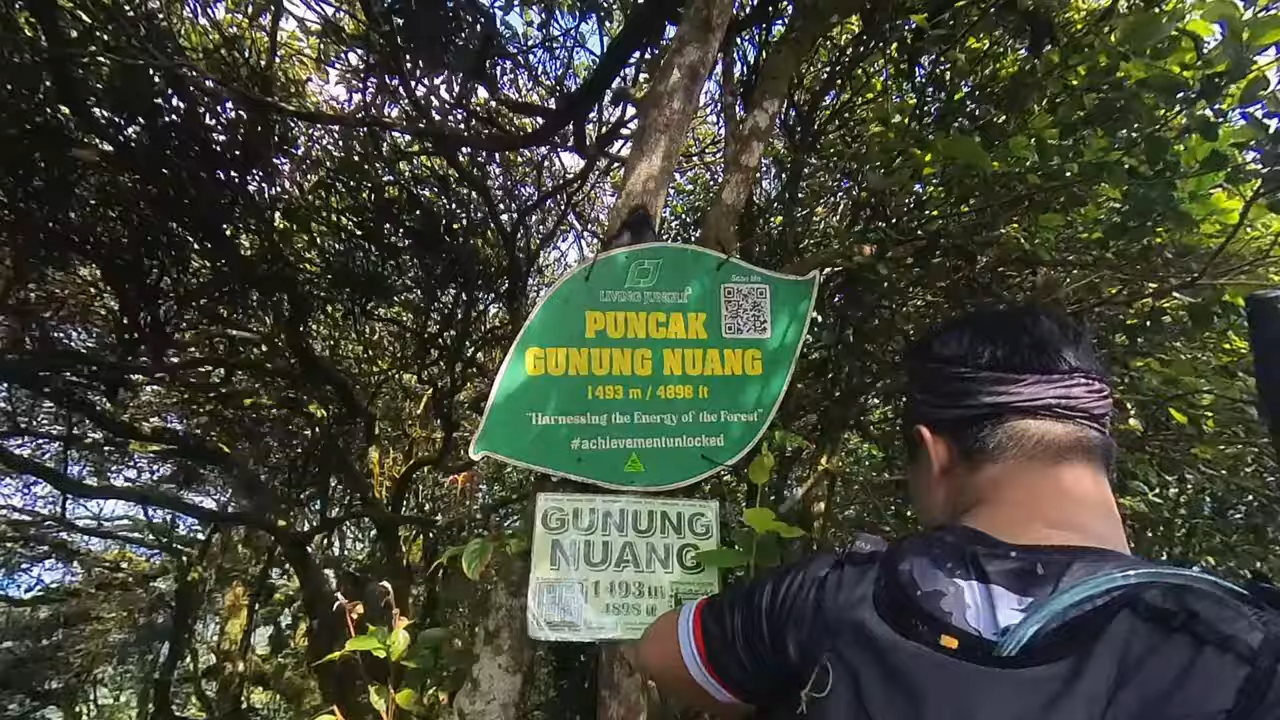 Scan Me
LIVING JUNGLE
PUNCAK
GUNUNG NUANG
1493 m / 4898 ft
"Harnessing the Energy of the Forest"
#achievementunlocked
GUNUNG
NUANG
1493m
4898 ft